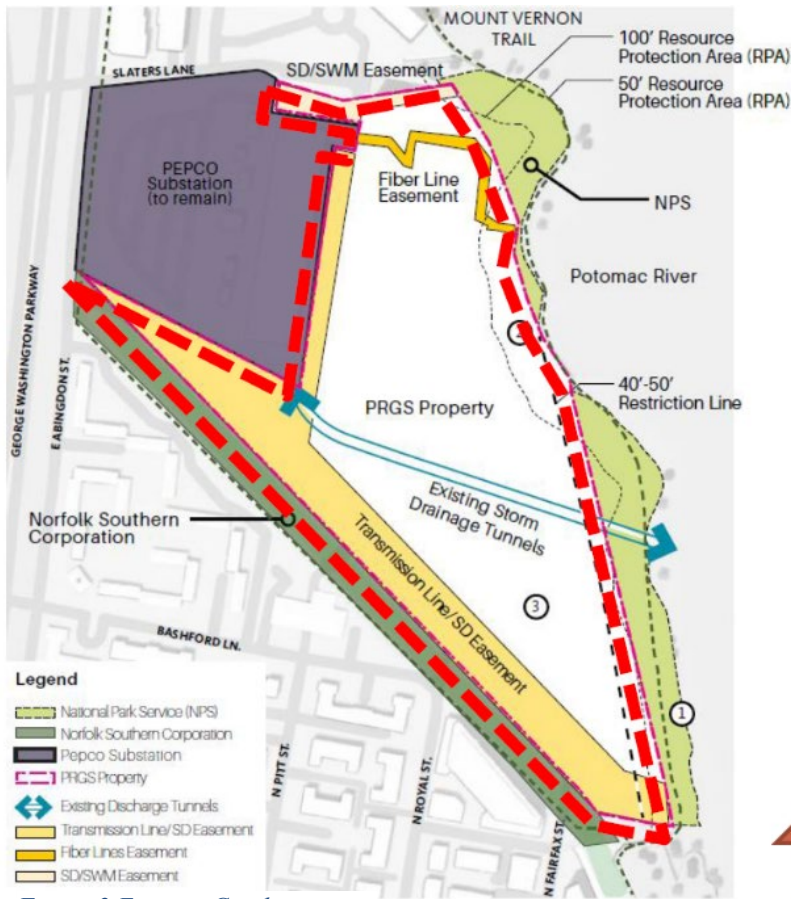 MOUNT VERNON
TRAIL
100' Resource
Protection Area (RPA)
50' Resource
Protection Area (RPA)
SD/SWM Easement
SLATERS LANE
PEPCO
Substation
(to remain)
Fiber Line
Easement
NPS
Potomac River
GEORGE WASHINGTON PARKWAY
E ABINGDON ST.
2
40'-50'
Restriction Line
PRGS Property
Existing Storm
Drainage Tunnels
Norfolk Southern
Corporation
Transmission Line/ SD Easement
3
BASHFORD LN.
1
N PITT ST.
N ROYAL ST.
N FAIRFAX ST.
Legend
National Park Service (NPS)
Norfolk Southern Corporation
Pepco Substation
PRGS Property
Existing Discharge Tunnels
Transmission Line/ SD Easement
Fiber Lines Easement
SD/SWM Easement